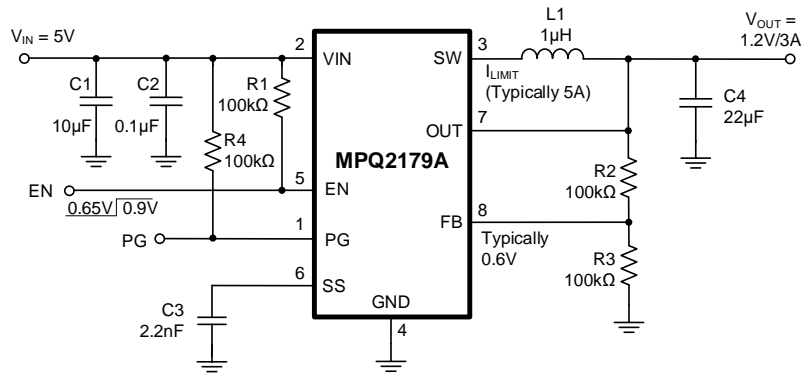 L1
1µH
VIN = 5V
VOUT =
1.2V/3A
2
VIN
SW
3
ILIMIT
(Typically 5A)
C1
10µF
C2
0.1µF
R1
100kΩ
R4
100kΩ
C4
22µF
OUT
7
MPQ2179A
R2
100kΩ
EN
0.65V 0.9V
5
EN
FB
8
Typically
0.6V
PG
1
PG
R3
100kΩ
6
SS
C3
2.2nF
GND
4